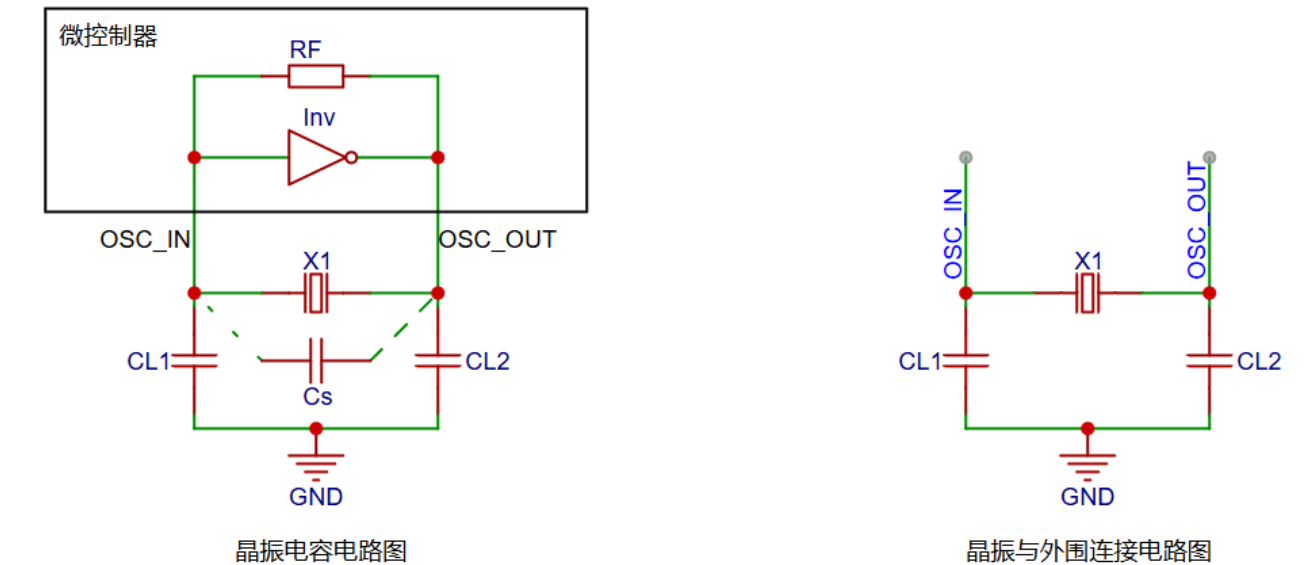 微控制器
RF
Inv
OSC_IN
OSC_OUT
X1
CL1
CL2
Cs
GND
晶振电容电路图
OSC_IN
OSC_OUT
X1
CL1
CL2
GND
晶振与外围连接电路图